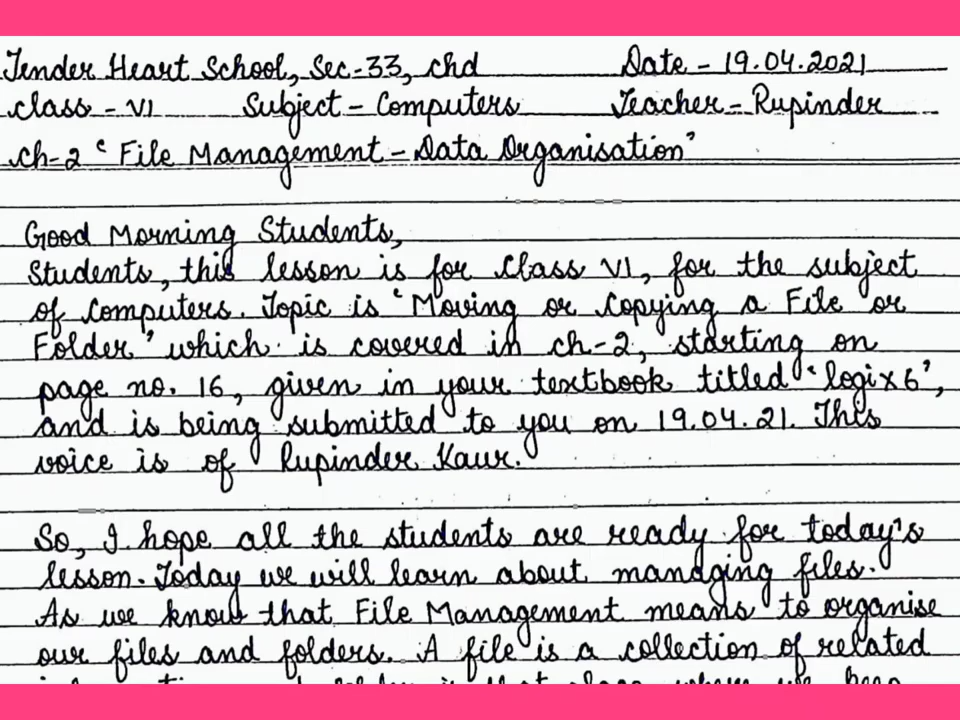 Tender Heart School, Sec-33, chd Date - 19.04.2021
class - VI Subject - Computers Teacher - Rupinder
ch-2 ‘ File Management - Data Organisation’
Good Morning Students,
Students, this lesson is for class VI, for the subject
of computers. Topic is ‘ Moving or copying a File or
Folder’ which is covered in ch-2, starting on
page no. 16, given in your textbook titled ‘logix 6’,
and is being submitted to you on 19.04.21. This
voice is of Rupinder Kaur.
So, I hope all the students are ready for today's
lesson. Today we will learn about managing files.
As we know that File Management means to organise
our files and folders. A file is a collection of related